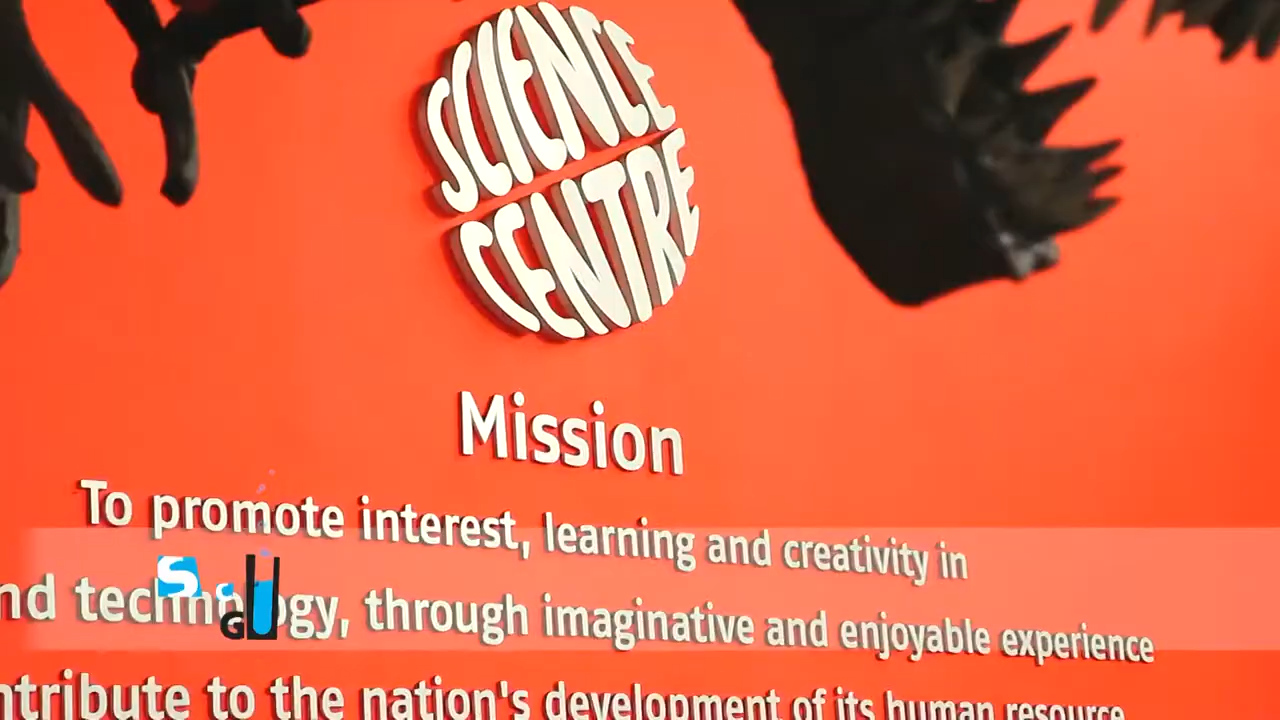 SCIENCE
CENTRE
Mission
To promote interest, learning and creativity in
nd technology, through imaginative and enjoyable experience
ntribute to the nation's development of its human resource
S.
C
G